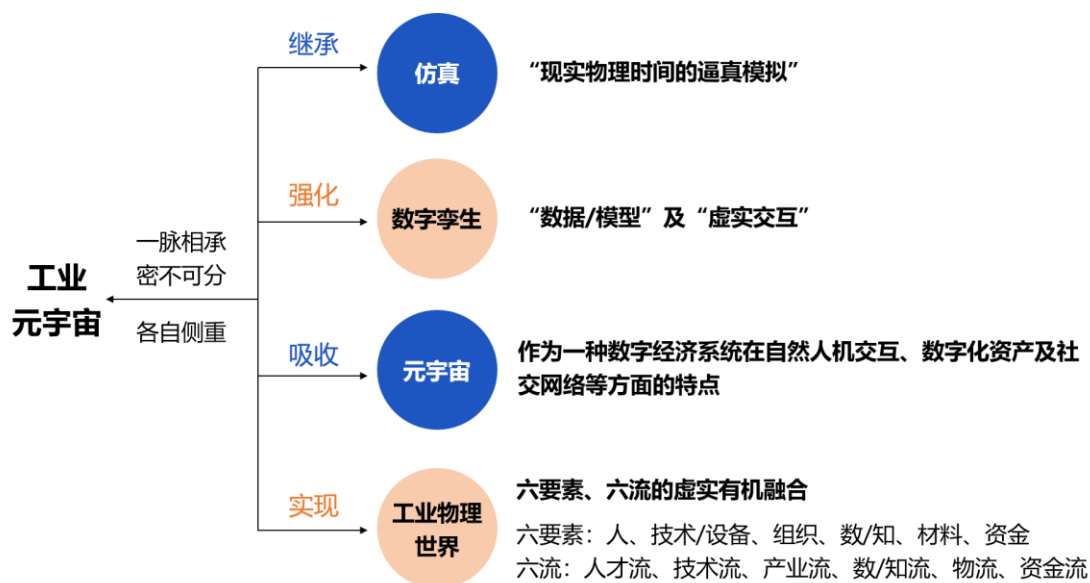 继承
仿真
“现实物理时间的逼真模拟”
强化
数字孪生
“数据/模型”及“虚实交互”
一脉相承
密不可分
工业
元宇宙
各自侧重
吸收
元宇宙
作为一种数字经济系统在自然人机交互、数字化资产及社
交网络等方面的特点
实现
工业物理
世界
六要素、六流的虚实有机融合
六要素：人、技术/设备、组织、数/知、材料、资金
六流：人才流、技术流、产业流、数/知流、物流、资金流